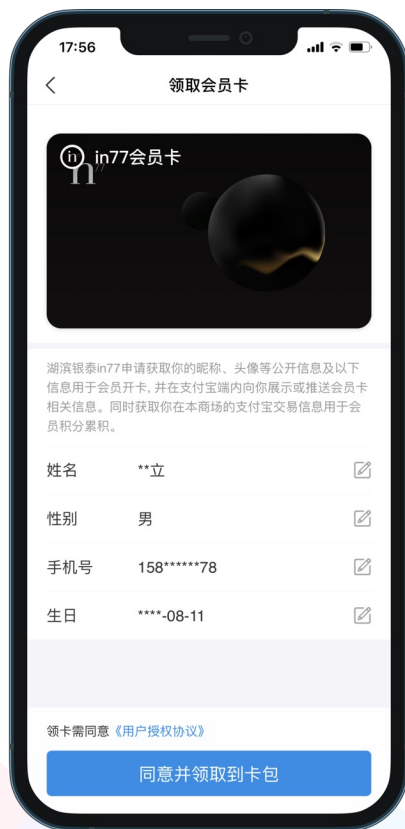 17:56
领取会员卡
in in77会员卡
in77
湖滨银泰in77申请获取你的昵称、头像等公开信息及以下
信息用于会员开卡, 并在支付宝端内向你展示或推送会员卡
相关信息。同时获取你在本商场的支付宝交易信息用于会
员积分累积。
姓名 **立
性别 男
手机号 158******78
生日 ****-08-11
领卡需同意《用户授权协议》
同意并领取到卡包